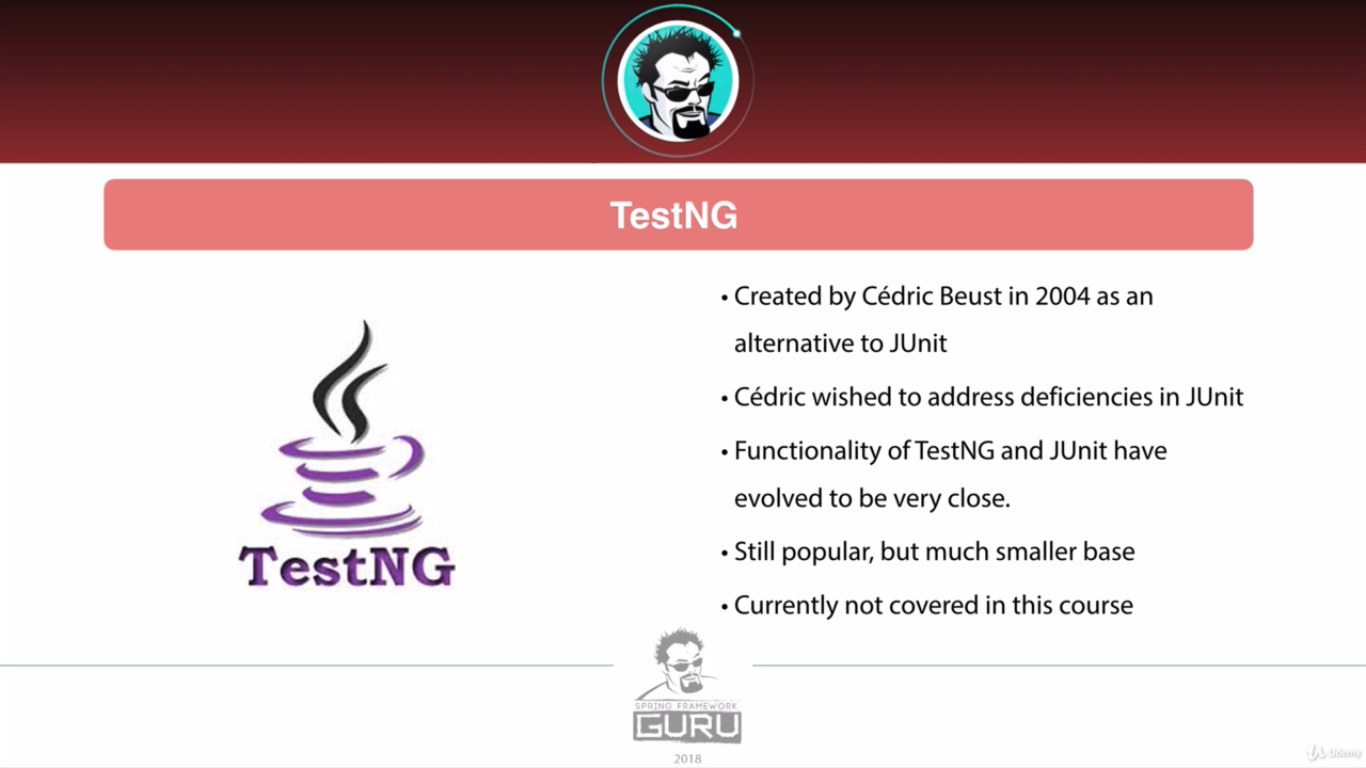 TestNG
• Created by Cédric Beust in 2004 as an
alternative to JUnit
• Cédric wished to address deficiencies in JUnit
• Functionality of TestNG and JUnit have
evolved to be very close.
• Still popular, but much smaller base
• Currently not covered in this course
TestNG
SPRING FRAMEWORK
GURU
2018
Udemy